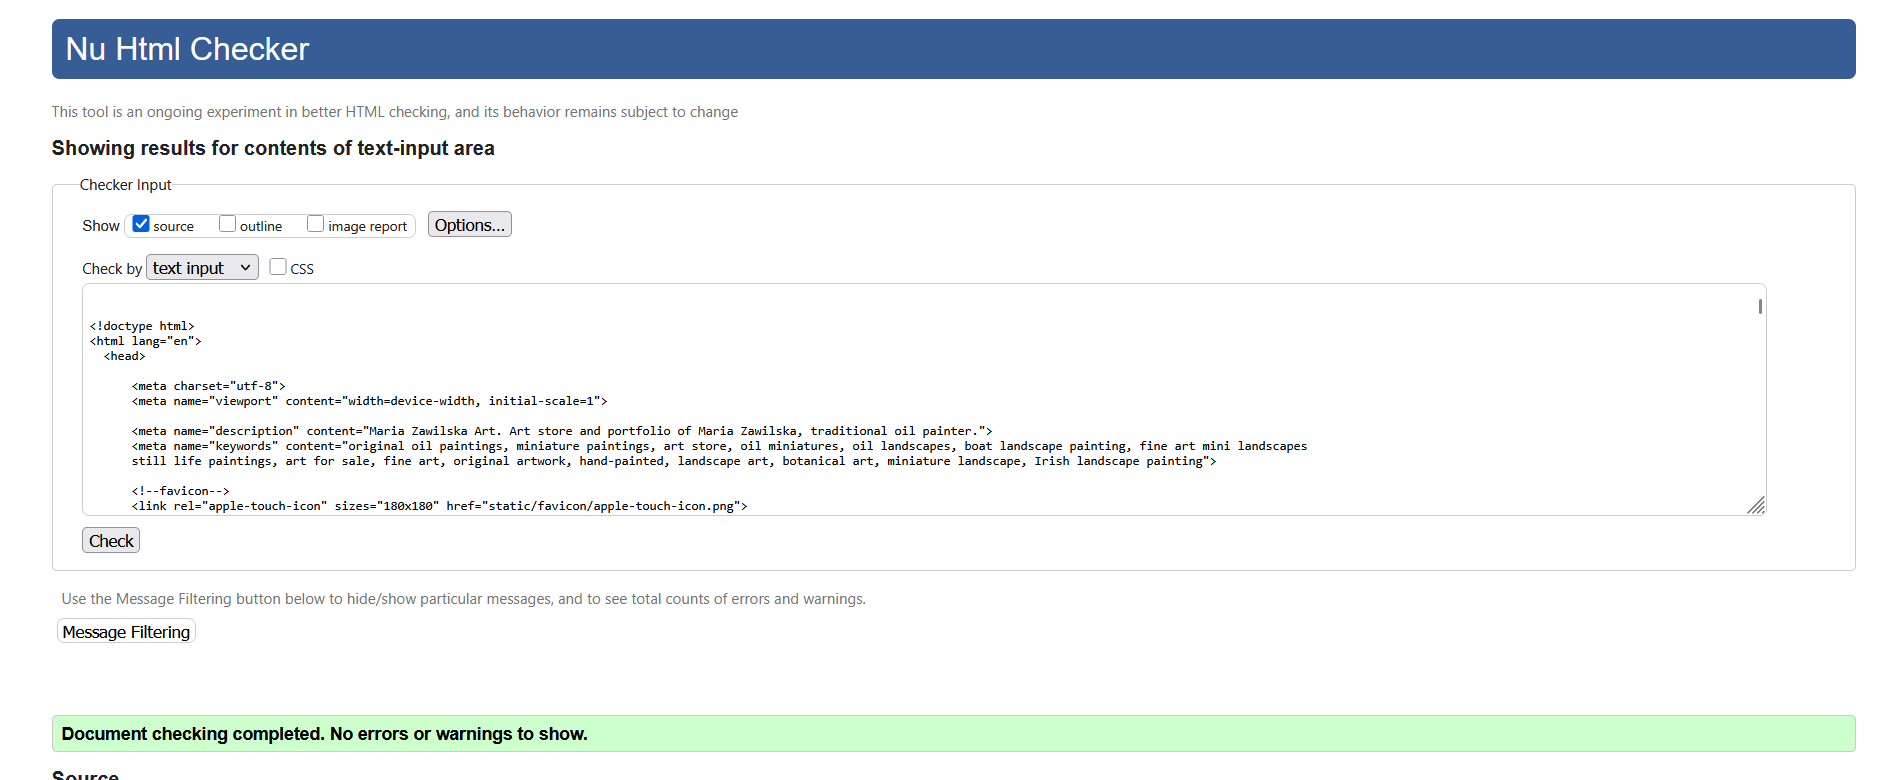 Nu Html Checker
This tool is an ongoing experiment in better HTML checking, and its behavior remains subject to change
Showing results for contents of text-input area
Checker Input
Show source outline image report Options...
Check by text input CSS
<!doctype html>
<html lang="en">
<head>
<meta charset="utf-8">
<meta name="viewport" content="width=device-width, initial-scale=1">
<meta name="description" content="Maria Zawilska Art. Art store and portfolio of Maria Zawilska, traditional oil painter.">
<meta name="keywords" content="original oil paintings, miniature paintings, art store, oil miniatures, oil landscapes, boat landscape painting, fine art mini landscapes
still life paintings, art for sale, fine art, original artwork, hand-painted, landscape art, botanical art, miniature landscape, Irish landscape painting">
<!--favicon-->
<link rel="apple-touch-icon" sizes="180x180" href="static/favicon/apple-touch-icon.png">
Check
Use the Message Filtering button below to hide/show particular messages, and to see total counts of errors and warnings.
Message Filtering
Document checking completed. No errors or warnings to show.
Source